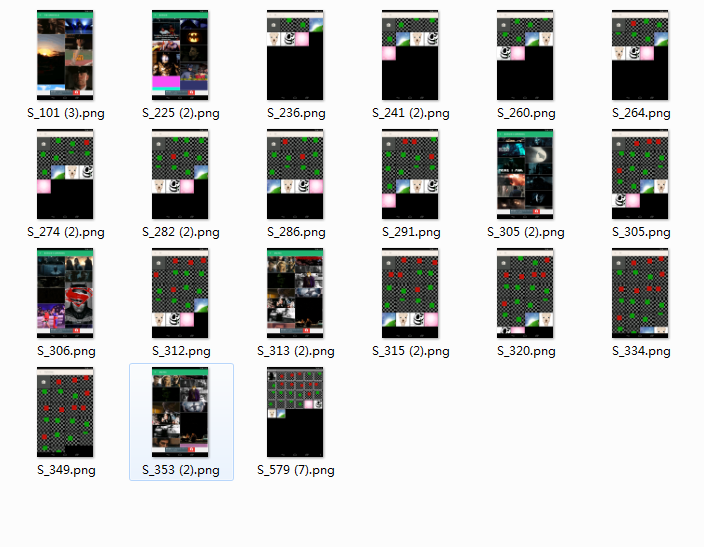 S_101 (3).png
S_225 (2).png
S_236.png
S_241 (2).png
S_260.png
S_264.png
S_274 (2).png
S_282 (2).png
S_286.png
S_291.png
S_305 (2).png
S_305.png
S_306.png
S_312.png
S_313 (2).png
S_315 (2).png
S_320.png
S_334.png
S_349.png
S_353 (2).png
S_579 (7).png